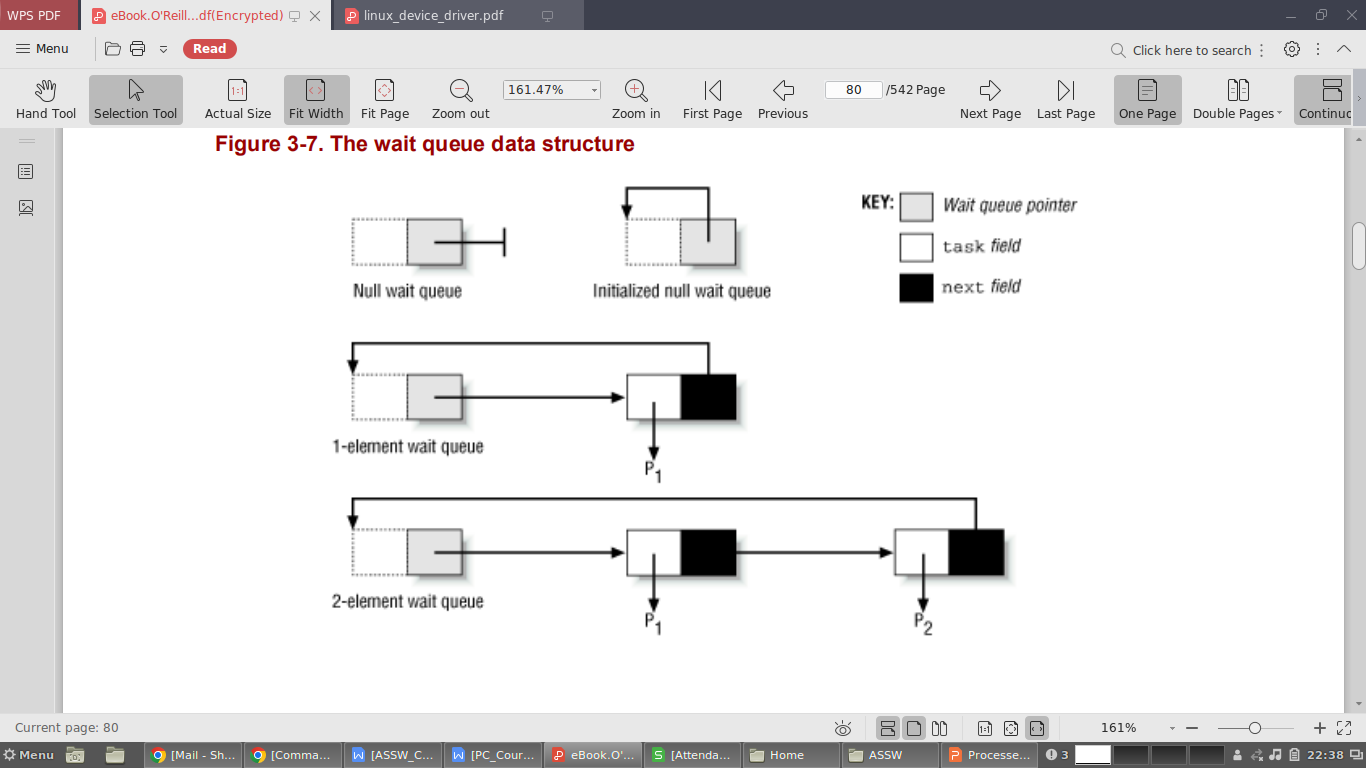 WPS PDF
eBook.O'Reill...df(Encrypted)
linux_device_driver.pdf
Menu
Read
Click here to search
Hand Tool
Selection Tool
1:1
Actual Size
Fit Width
Fit Page
Zoom out
161.47%
Zoom in
First Page
Previous
80 /542 Page
Next Page
Last Page
One Page
Double Pages
Continuc
Figure 3-7. The wait queue data structure
KEY:
Wait queue pointer
task field
next field
Null wait queue
Initialized null wait queue
1-element wait queue
P1
2-element wait queue
P1
P2
Current page: 80
1:1
161%
Menu
[Mail - Sh...
[Comma...
[ASSW_C...
[PC_Cour...
eBook.O'...
[Attenda...
Home
ASSW
Processe...
3
22:38